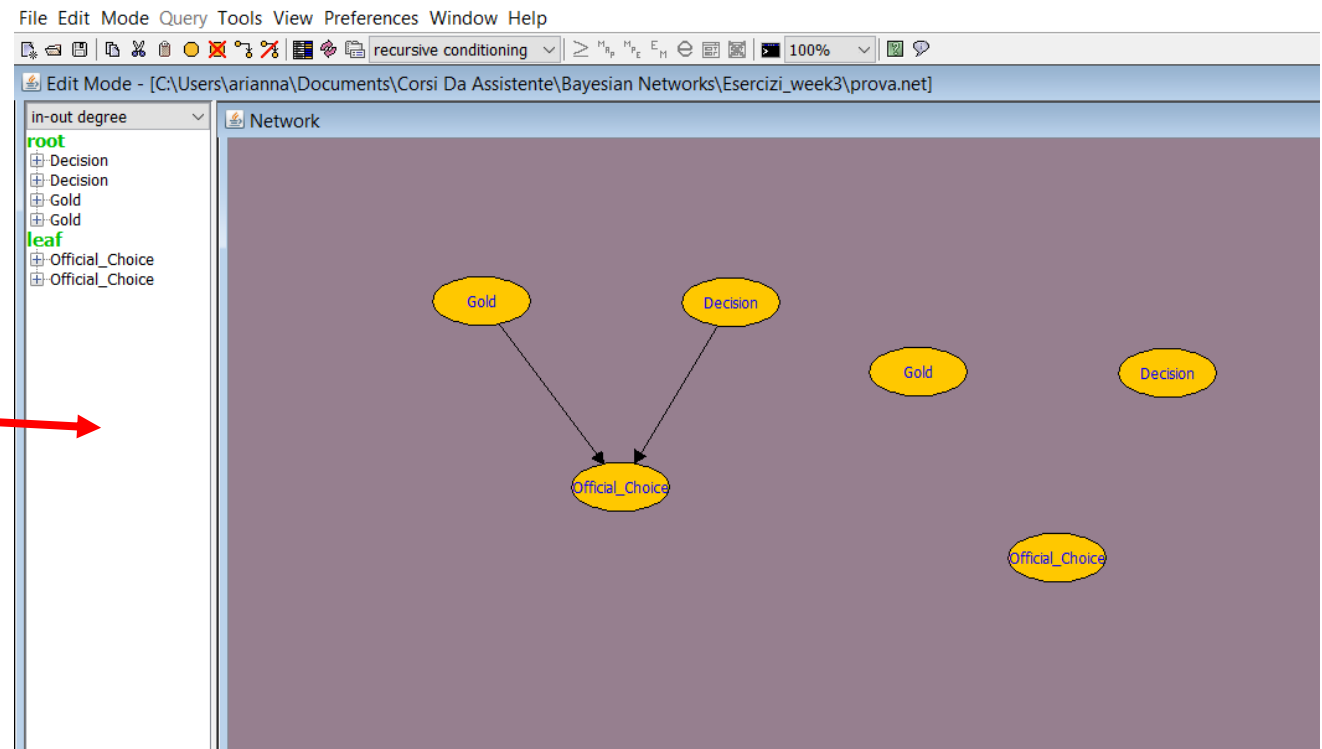 File Edit Mode Query Tools View Preferences Window Help
recursive conditioning 100%
Edit Mode - [C:\Users\arianna\Documents\Corsi Da Assistente\Bayesian Networks\Esercizi_week3\prova.net]
in-out degree
Network
root
Decision
Decision
Gold
Gold
leaf
Official_Choice
Official_Choice
Gold Decision
Gold Decision
Official_Choice
Official_Choice